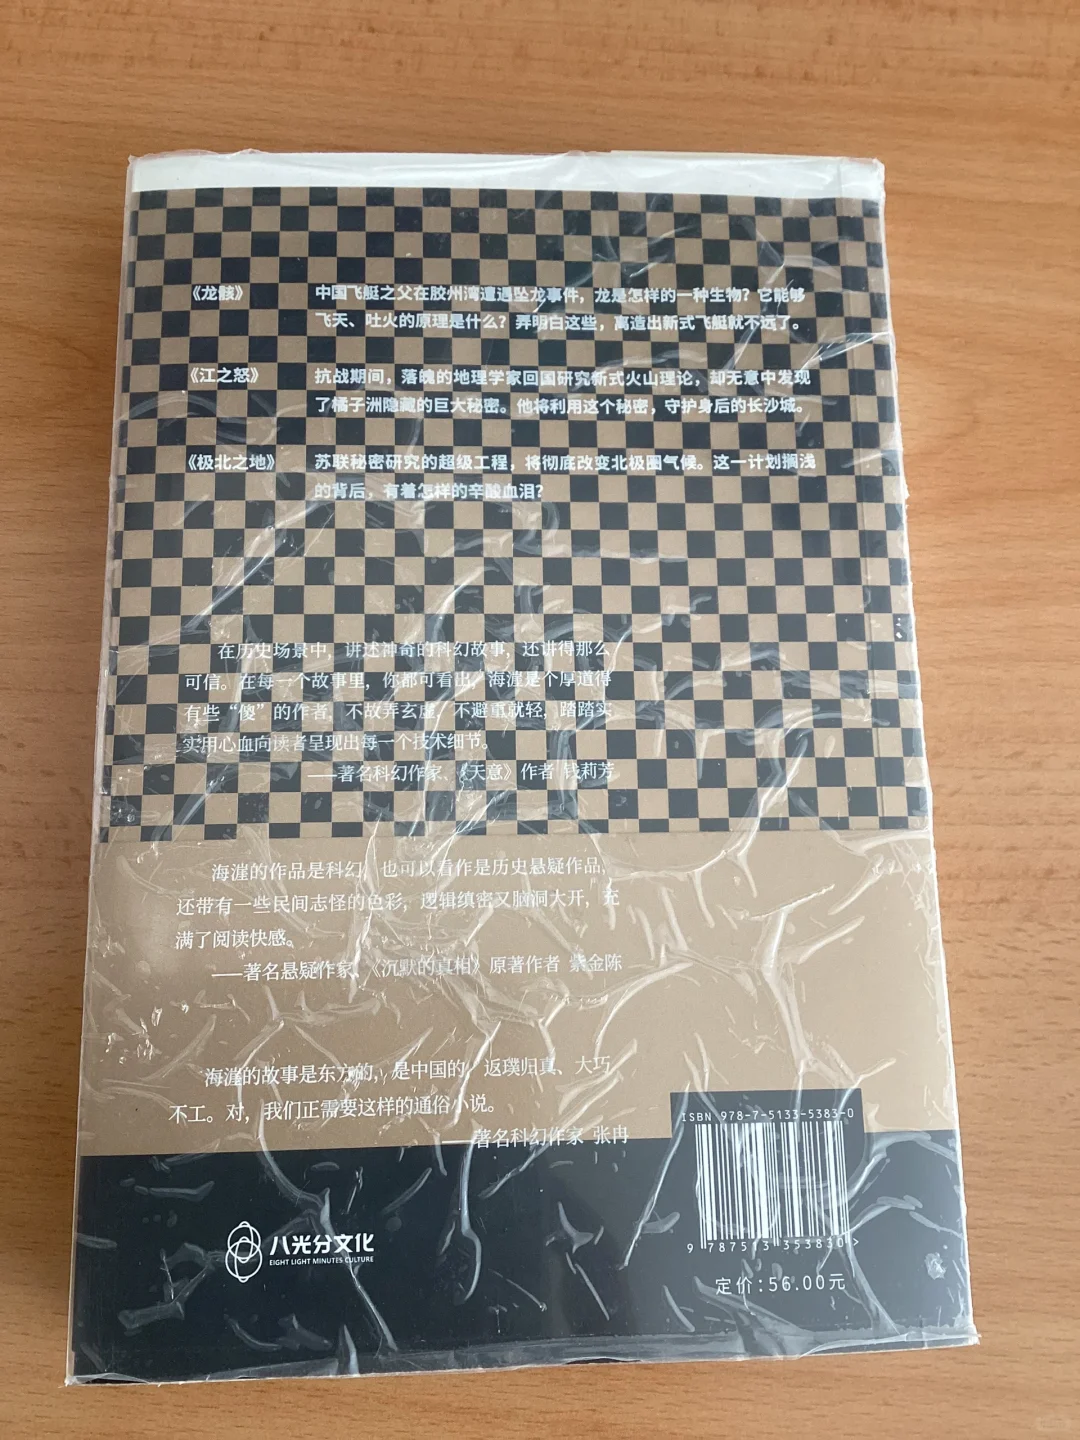 《龙骸》 中国飞艇之父在胶州湾遭遇坠龙事件，龙是怎样的一种生物？它能够
飞天、吐火的原理是什么？弄明白这些，离造出新式飞艇就不远了。
《江之怒》 抗战期间，落魄的地理学家回国研究新式火山理论，却无意中发现
了橘子洲隐藏的巨大秘密。他将利用这个秘密，守护身后的长沙城。
《极北之地》 苏联秘密研究的超级工程，将彻底改变北极圈气候。这一计划搁浅
的背后，有着怎样的辛酸血泪？
在历史场景中，讲述神奇的科幻故事，还讲得那么
可信。在每一个故事里，你都可看出，海漄是个厚道得
有些“傻”的作者，不故弄玄虚，不避重就轻，踏踏实
实用心血向读者呈现出每一个技术细节。
——著名科幻作家、《天意》作者 钱莉芳
海漄的作品是科幻，也可以看作是历史悬疑作品，
还带有一些民间志怪的色彩，逻辑缜密又脑洞大开，充
满了阅读快感。
——著名悬疑作家、《沉默的真相》原著作者 紫金陈
海漄的故事是东方的，是中国的，返璞归真、大巧
不工。对，我们正需要这样的通俗小说。
——著名科幻作家 张冉
ISBN 978-7-5133-5383-0
9 787513 353830 >
定价:56.00元
八光分文化
EIGHT LIGHT MINUTES CULTURE